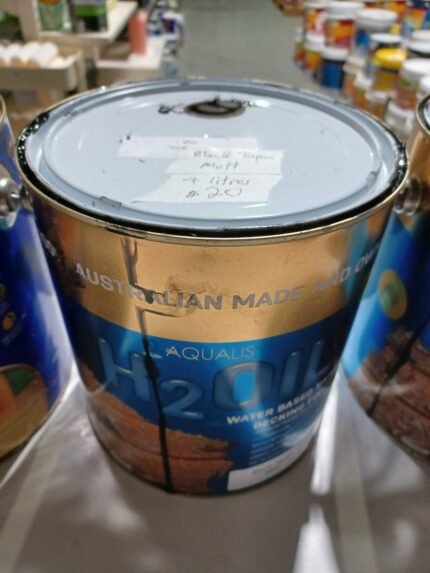 Black Japan
Matt
4 litres
$20
AUSTRALIAN MADE AND OW
AQUALIS
H2OIL
WATER BASED
DECKING